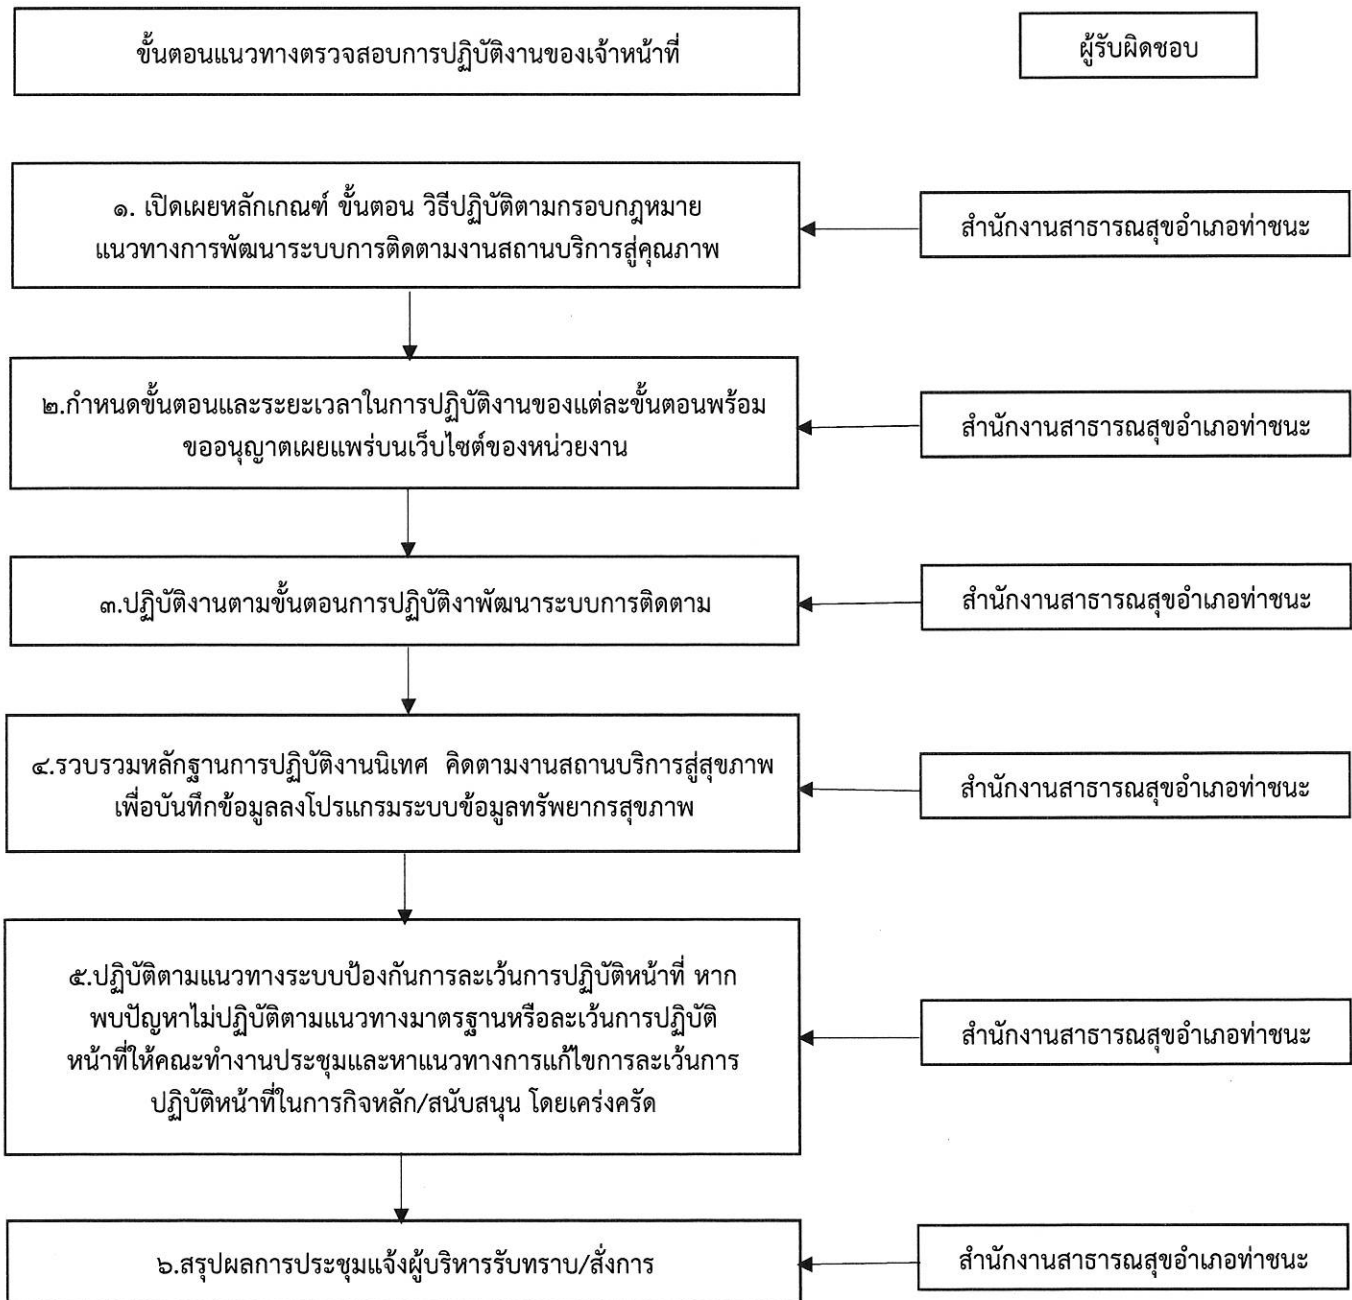 ขั้นตอนแนวทางตรวจสอบการปฏิบัติงานของเจ้าหน้าที่
ผู้รับผิดชอบ
๑. เปิดเผยหลักเกณฑ์ ขั้นตอน วิธีปฏิบัติตามกรอบกฎหมาย
แนวทางการพัฒนาระบบการติดตามงานสถานบริการสู่คุณภาพ
สำนักงานสาธารณสุขอำเภอท่าชนะ
๒.กำหนดขั้นตอนและระยะเวลาในการปฏิบัติงานของแต่ละขั้นตอนพร้อม
ขออนุญาตเผยแพร่บนเว็บไซต์ของหน่วยงาน
สำนักงานสาธารณสุขอำเภอท่าชนะ
๓.ปฏิบัติงานตามขั้นตอนการปฏิบัติงาพัฒนาระบบการติดตาม
สำนักงานสาธารณสุขอำเภอท่าชนะ
๔.รวบรวมหลักฐานการปฏิบัติงานนิเทศ คิดตามงานสถานบริการสู่สุขภาพ
เพื่อบันทึกข้อมูลลงโปรแกรมระบบข้อมูลทรัพยากรสุขภาพ
สำนักงานสาธารณสุขอำเภอท่าชนะ
๕.ปฏิบัติตามแนวทางระบบป้องกันการละเว้นการปฏิบัติหน้าที่ หาก
พบปัญหาไม่ปฏิบัติตามแนวทางมาตรฐานหรือละเว้นการปฏิบัติ
หน้าที่ให้คณะทำงานประชุมและหาแนวทางการแก้ไขการละเว้นการ
ปฏิบัติหน้าที่ในการกิจหลัก/สนับสนุน โดยเคร่งครัด
สำนักงานสาธารณสุขอำเภอท่าชนะ
๖.สรุปผลการประชุมแจ้งผู้บริหารรับทราบ/สั่งการ
สำนักงานสาธารณสุขอำเภอท่าชนะ